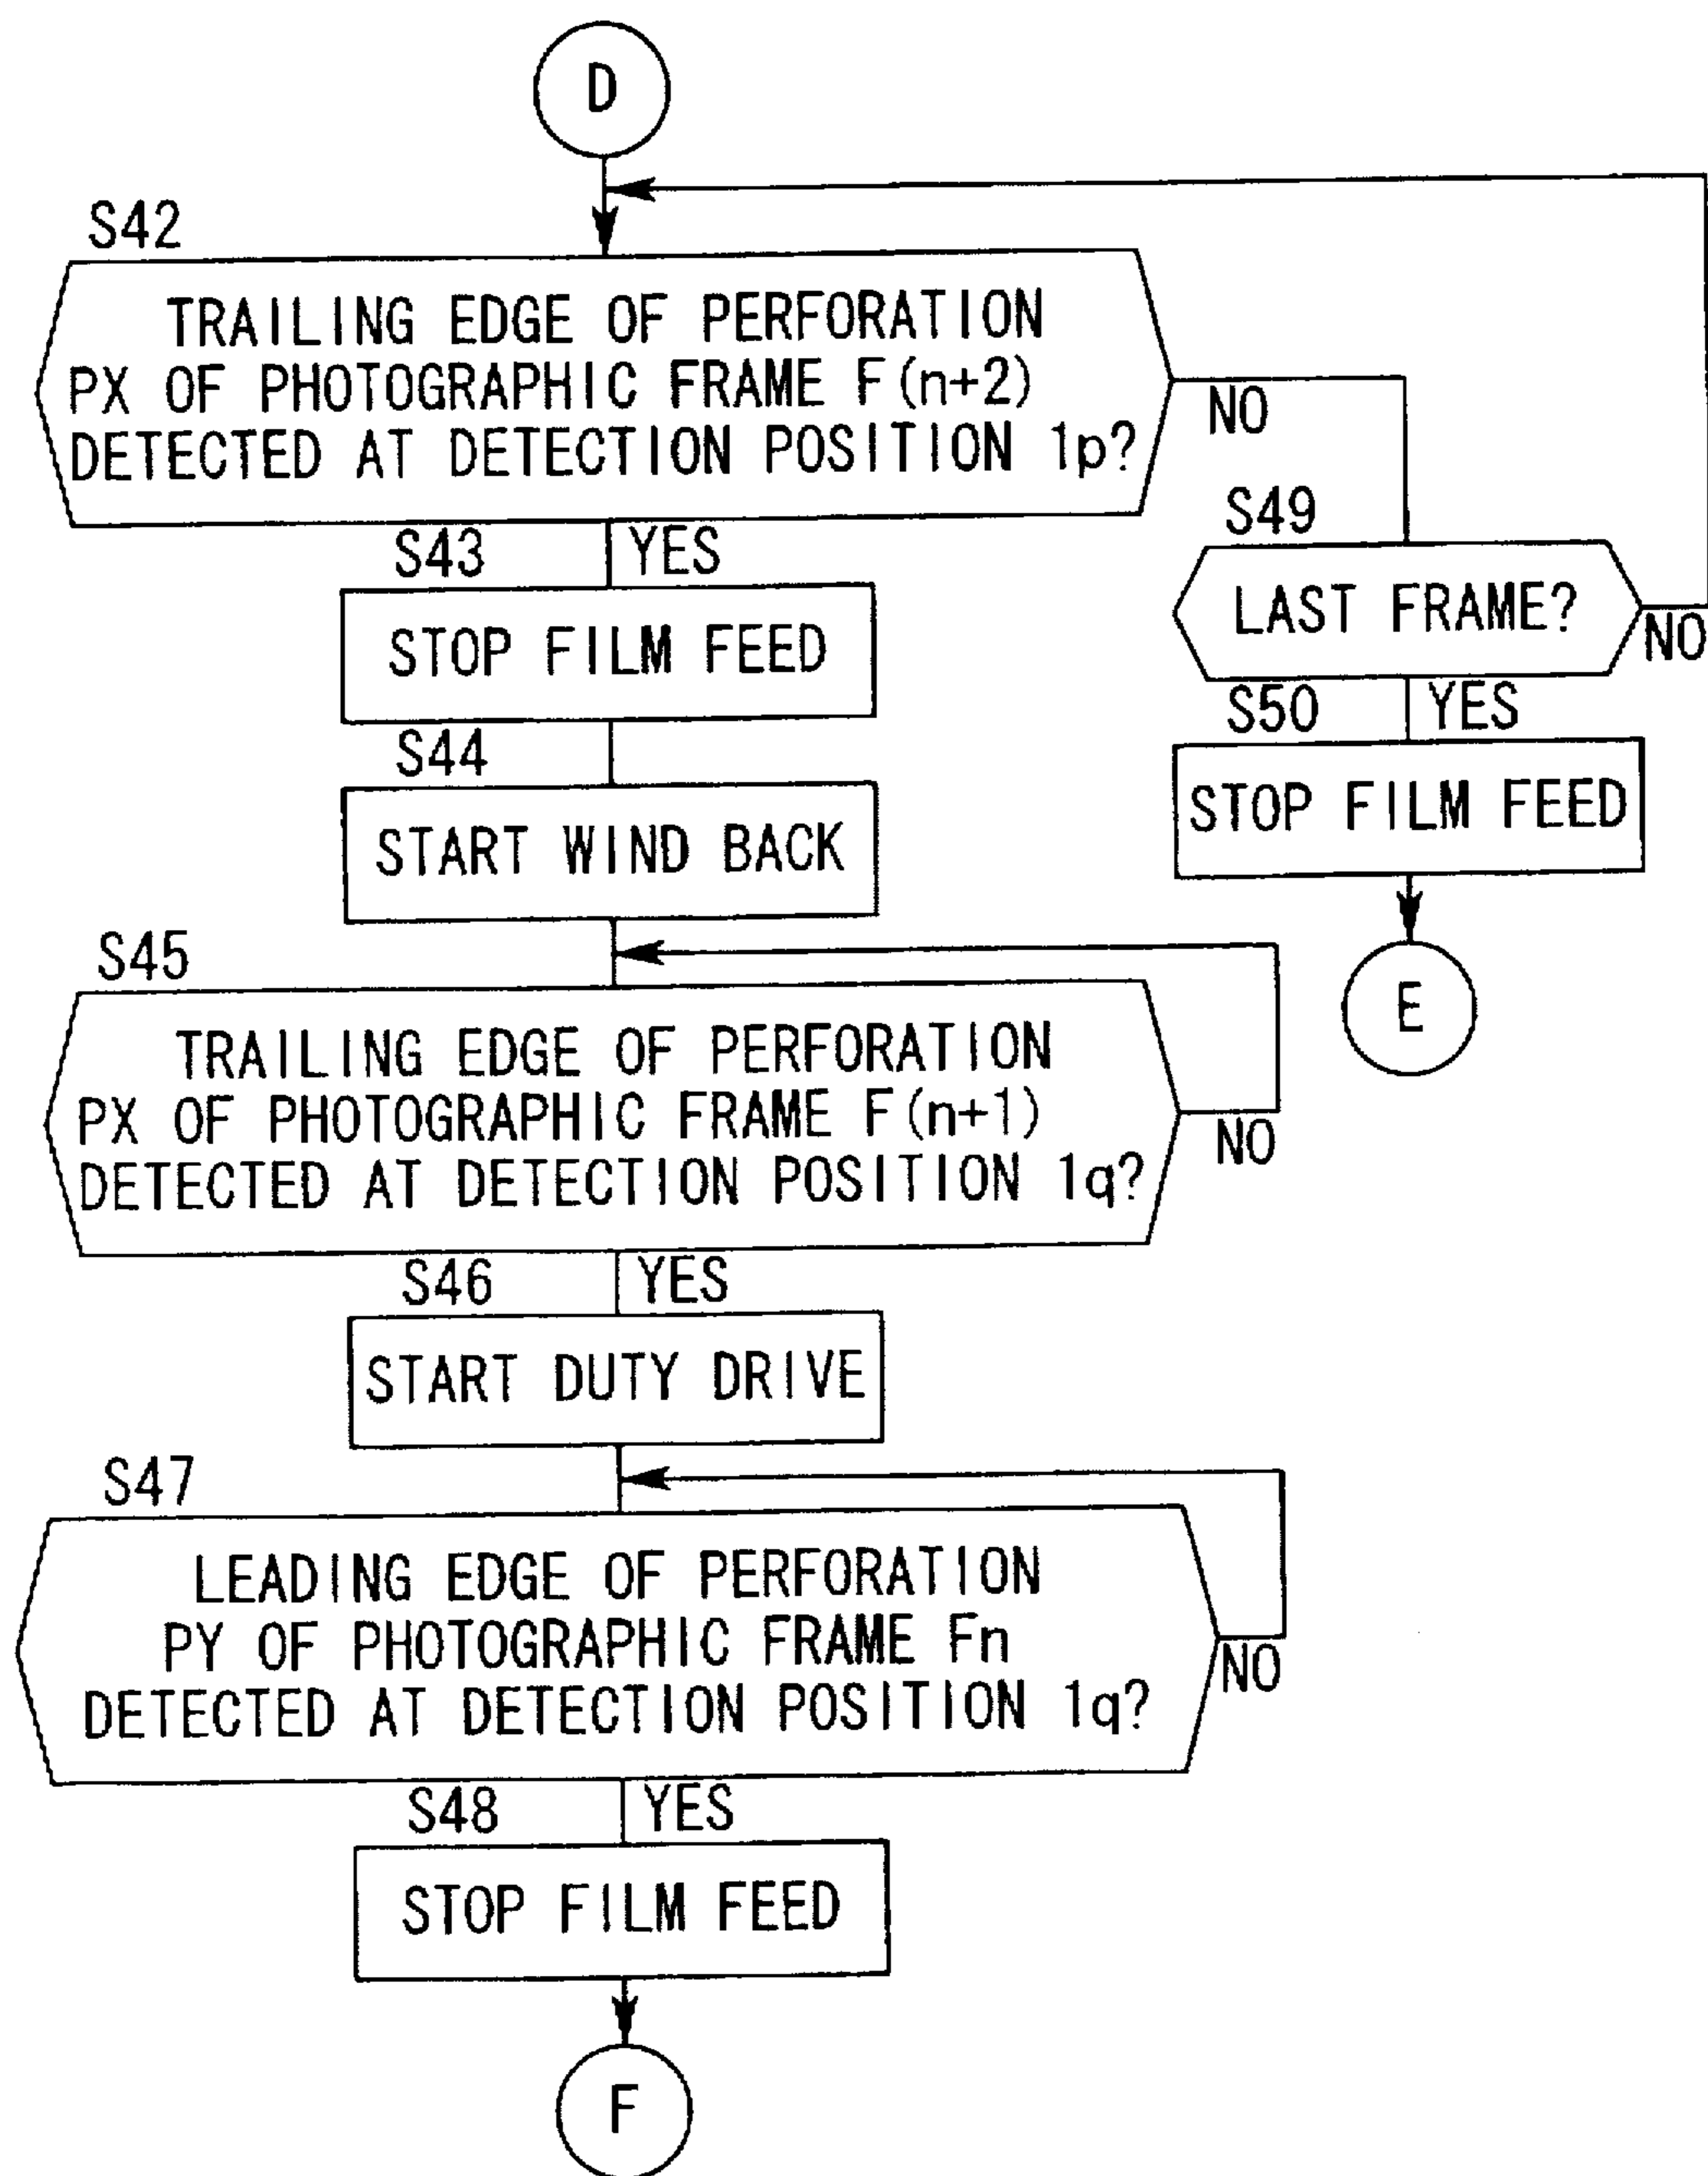 D
S42
TRAILING EDGE OF PERFORATION
PX OF PHOTOGRAPHIC FRAME F(n+2)
DETECTED AT DETECTION POSITION 1p?
NO
S43
YES
STOP FILM FEED
S44
START WIND BACK
S49
LAST FRAME?
NO
S50
YES
STOP FILM FEED
E
S45
TRAILING EDGE OF PERFORATION
PX OF PHOTOGRAPHIC FRAME F(n+1)
DETECTED AT DETECTION POSITION 1q?
NO
S46
YES
START DUTY DRIVE
S47
LEADING EDGE OF PERFORATION
PY OF PHOTOGRAPHIC FRAME Fn
DETECTED AT DETECTION POSITION 1q?
NO
S48
YES
STOP FILM FEED
F